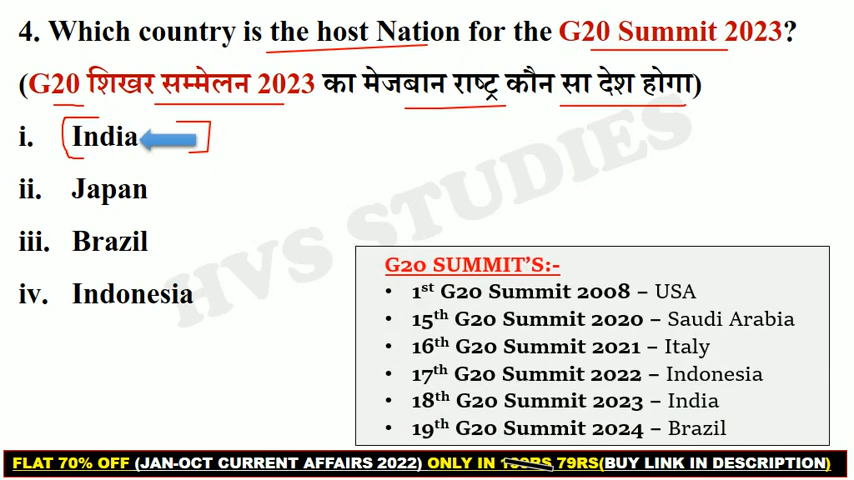 4. Which country is the host Nation for the G20 Summit 2023?
(G20 शिखर सम्मेलन 2023 का मेजबान राष्ट्र कौन सा देश होगा)
i. India
ii. Japan
iii. Brazil
iv. Indonesia
HVS STUDIES
G20 SUMMIT'S:-
• 1st G20 Summit 2008 – USA
• 15th G20 Summit 2020 – Saudi Arabia
• 16th G20 Summit 2021 – Italy
• 17th G20 Summit 2022 – Indonesia
• 18th G20 Summit 2023 – India
• 19th G20 Summit 2024 – Brazil
FLAT 70% OFF (JAN-OCT CURRENT AFFAIRS 2022) ONLY IN 79RS(BUY LINK IN DESCRIPTION)